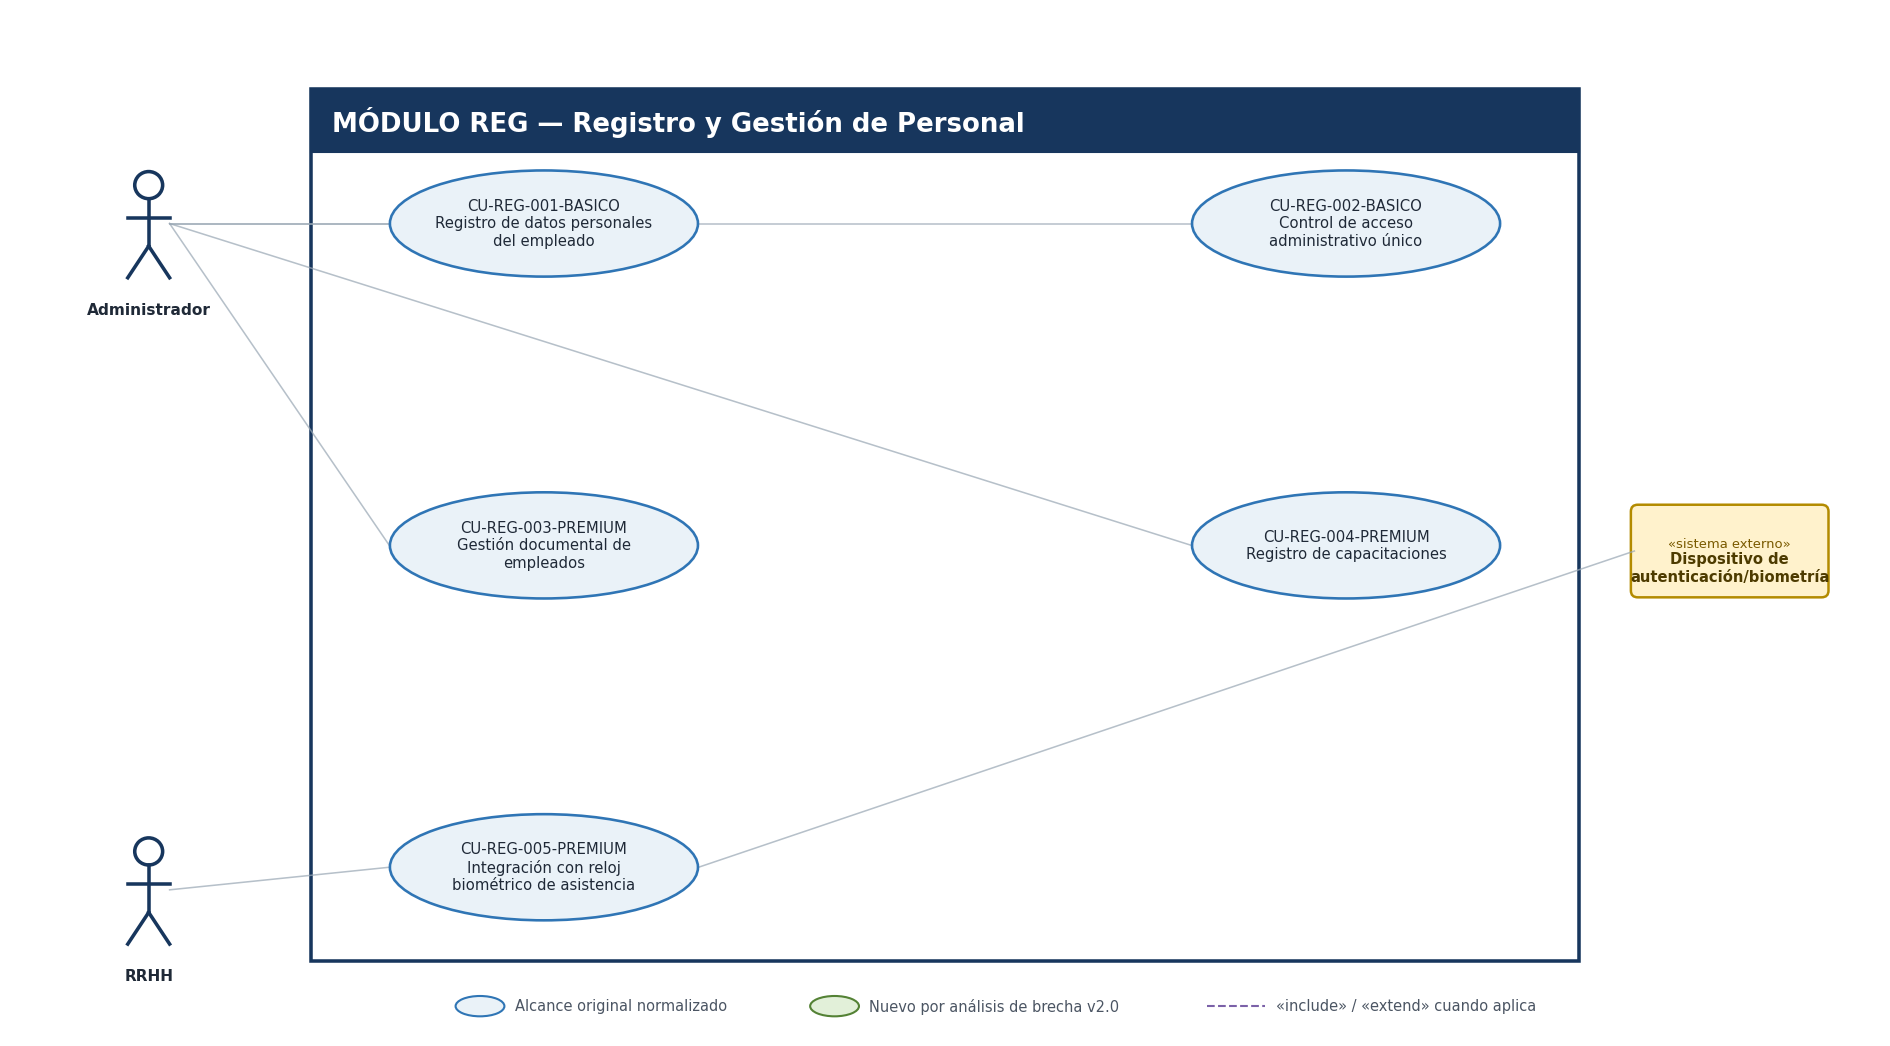 MÓDULO REG — Registro y Gestión de Personal
CU-REG-001-BASICO
Registro de datos personales
del empleado
CU-REG-002-BASICO
Control de acceso
administrativo único
Administrador
CU-REG-003-PREMIUM
Gestión documental de
empleados
CU-REG-004-PREMIUM
Registro de capacitaciones
«sistema externo»
Dispositivo de
autenticación/biometría
CU-REG-005-PREMIUM
Integración con reloj
biométrico de asistencia
RRHH
Alcance original normalizado
Nuevo por análisis de brecha v2.0
«include» / «extend» cuando aplica